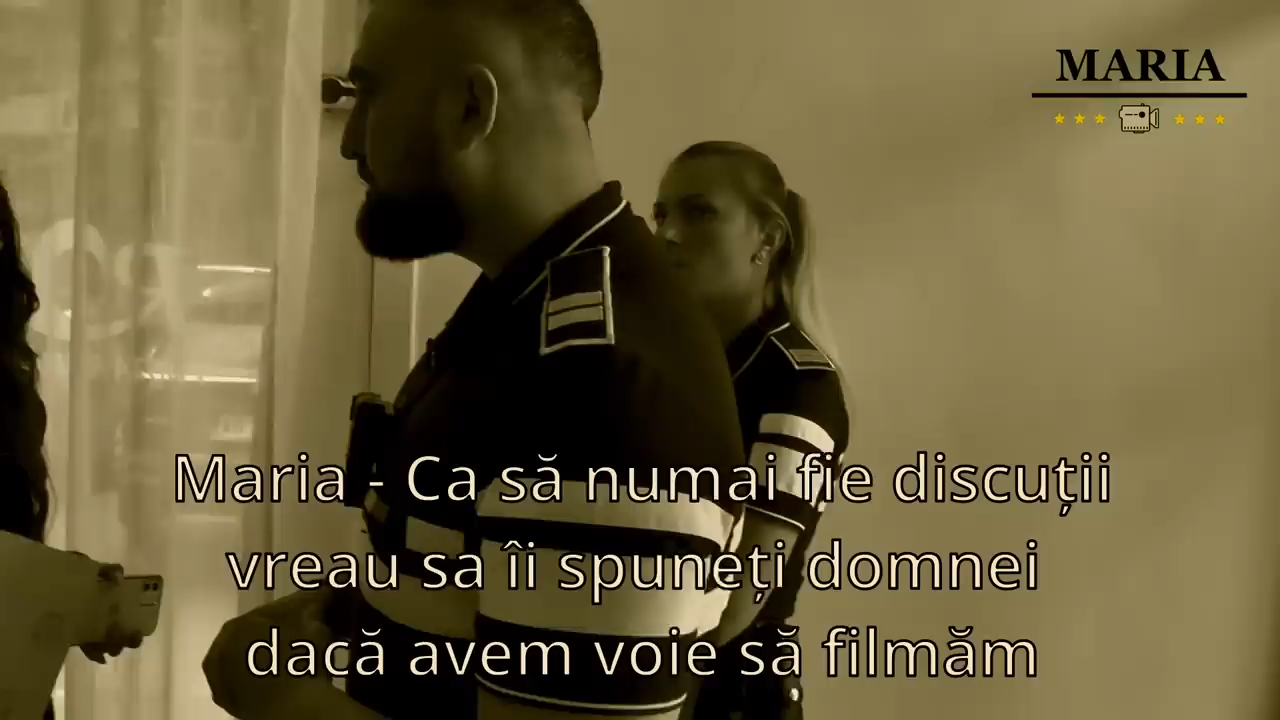 MARIA
Maria - Ca să numai fie discuții
vreau sa îi spuneți domnei
dacă avem voie să filmăm